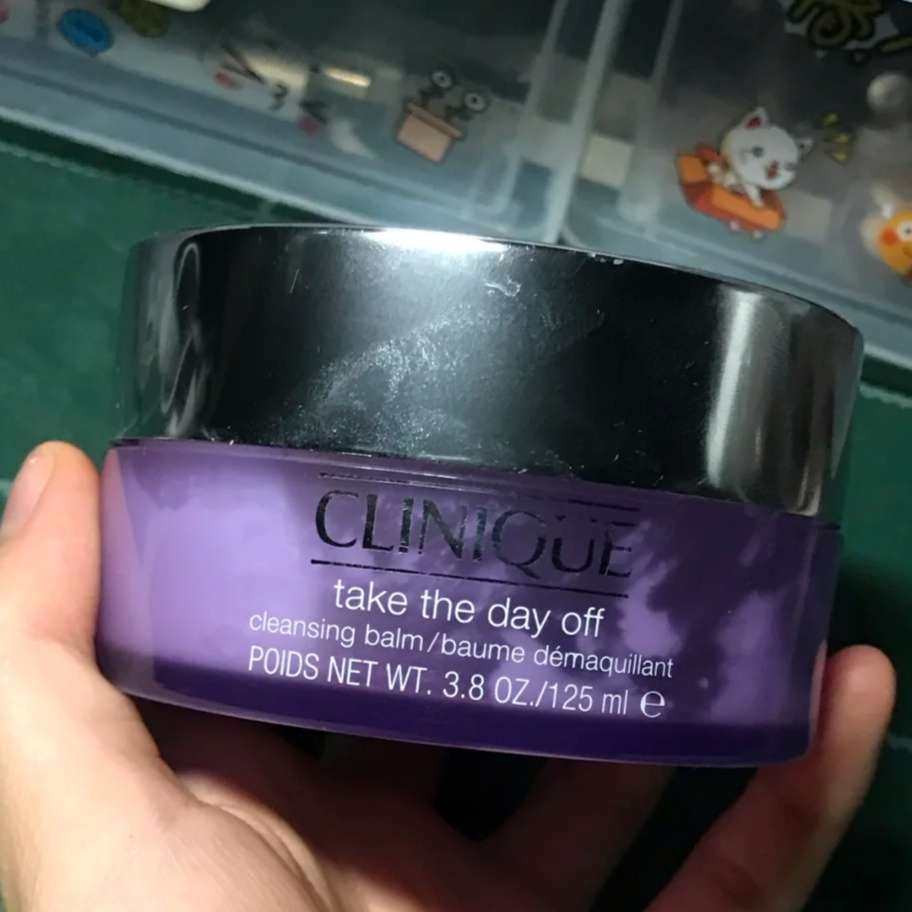 CLINIQUE
take the day off
cleansing balm/baume démaquillant
POIDS NET WT. 3.8 OZ./125 ml ℮